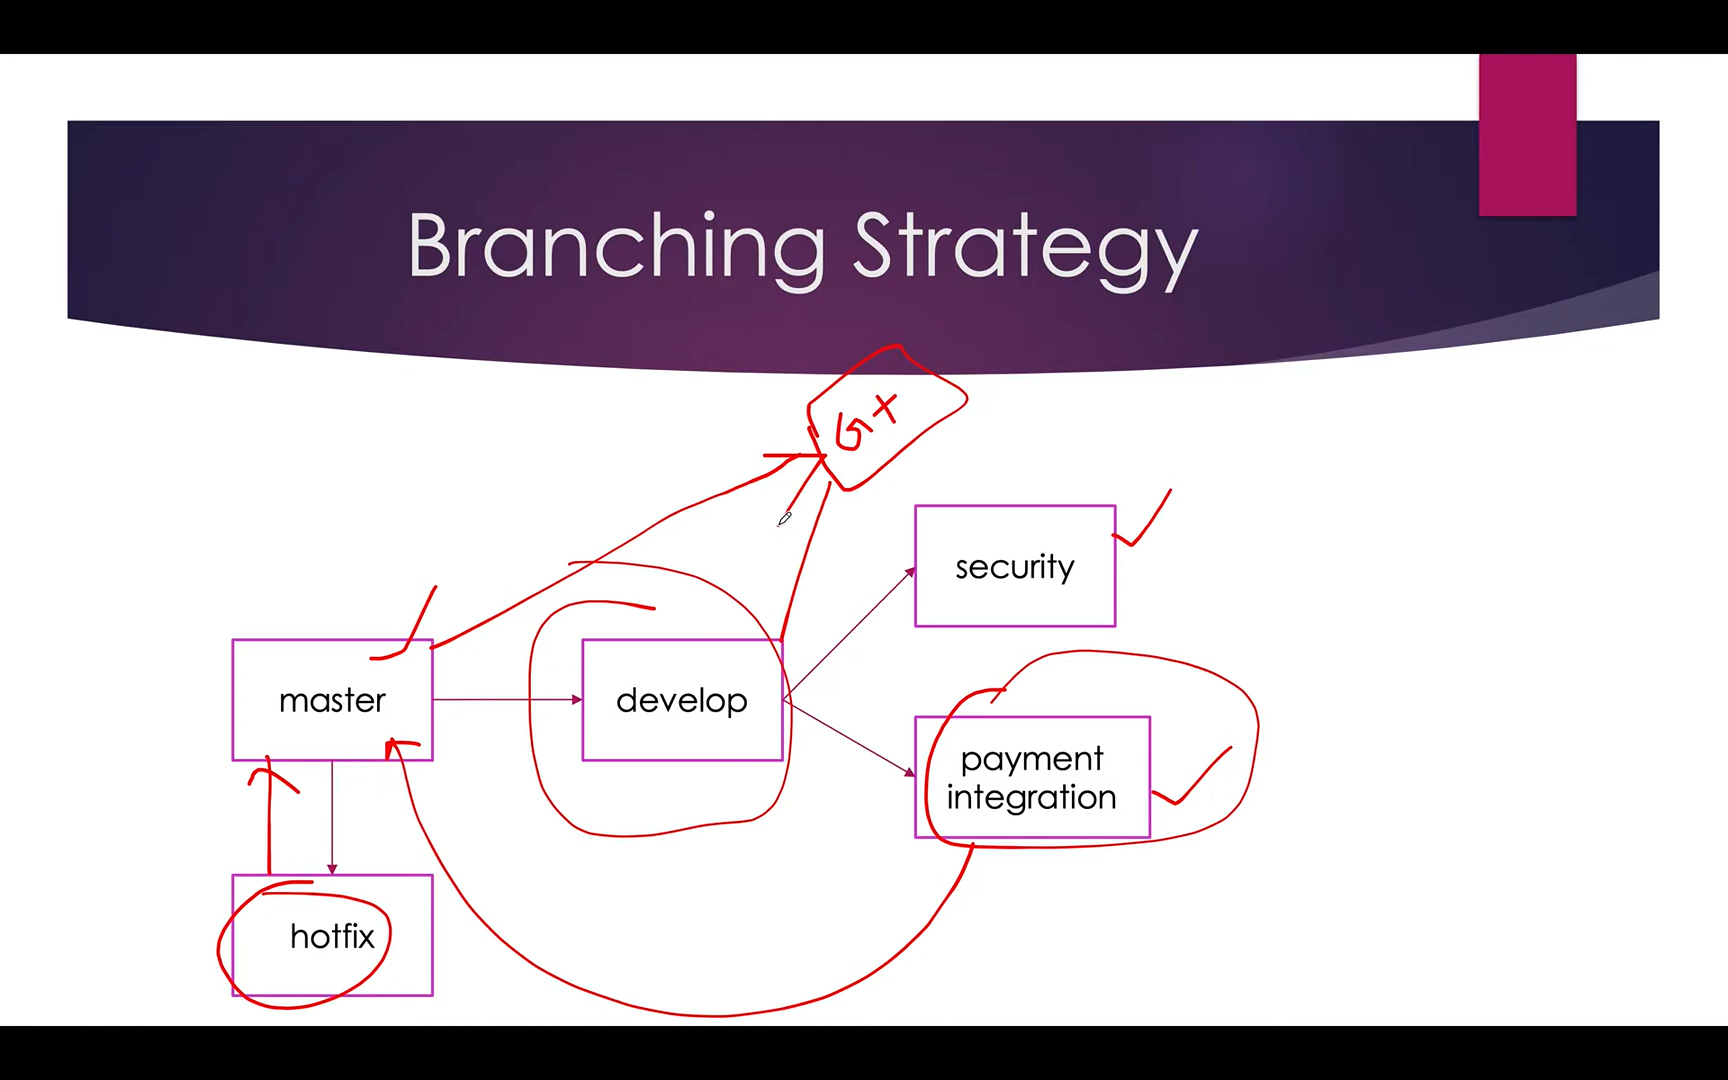 Branching Strategy
security
master
develop
payment
integration
hotfix